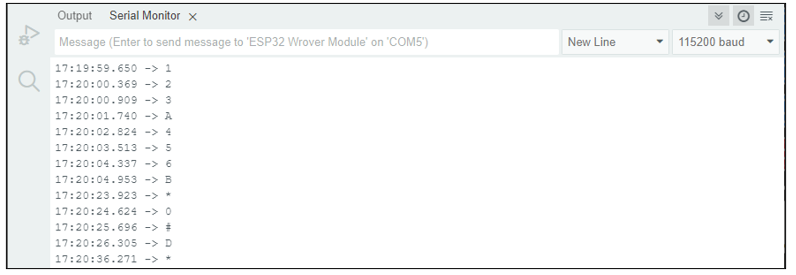 Output Serial Monitor
Message (Enter to send message to 'ESP32 Wrover Module' on 'COM5') New Line 115200 baud
17:19:59.650 -> 1
17:20:00.369 -> 2
17:20:00.909 -> 3
17:20:01.740 -> A
17:20:02.824 -> 4
17:20:03.513 -> 5
17:20:04.337 -> 6
17:20:04.953 -> B
17:20:23.923 -> *
17:20:24.624 -> 0
17:20:25.696 -> #
17:20:26.305 -> D
17:20:36.271 -> *